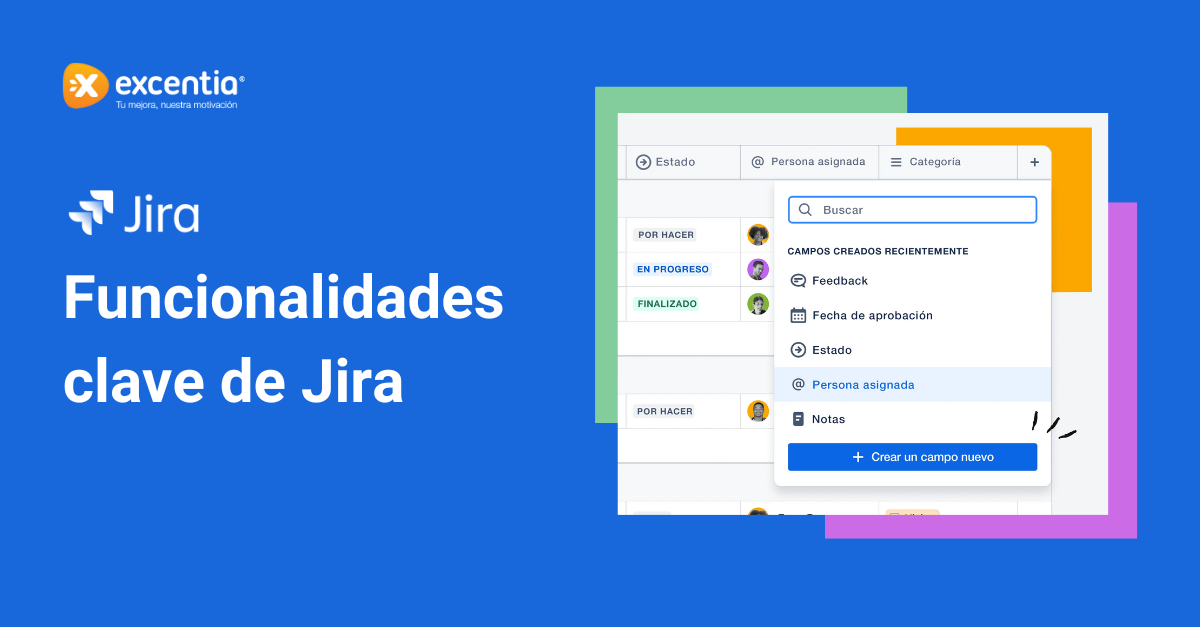 excentia®
Tu mejora, nuestra motivación
Jira
Funcionalidades
clave de Jira
Estado
Persona asignada
Categoría
Buscar
CAMPOS CREADOS RECIENTEMENTE
POR HACER
EN PROGRESO
FINALIZADO
POR HACER
Feedback
Fecha de aprobación
Estado
Persona asignada
Notas
+ Crear un campo nuevo